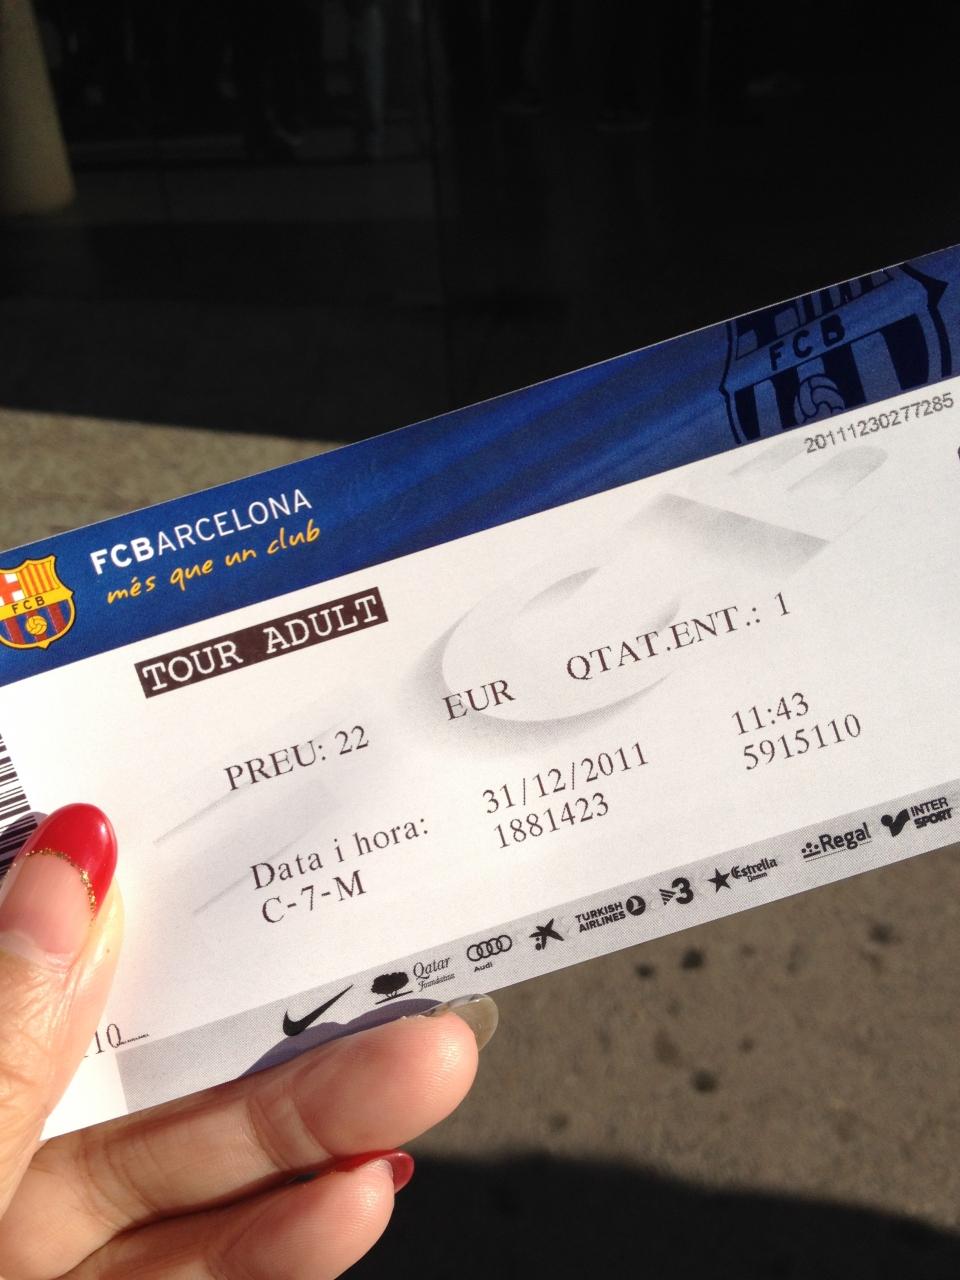 FCB
20111230277285
FCBARCELONA
més que un club
FCB
TOUR ADULT
PREU: 22 EUR QTAT.ENT.: 1
Data i hora: 31/12/2011 11:43
C-7-M 1881423 5915110
Qatar Foundation Audi TURKISH AIRLINES 3 Estrella Damm Regal INTER SPORT
10